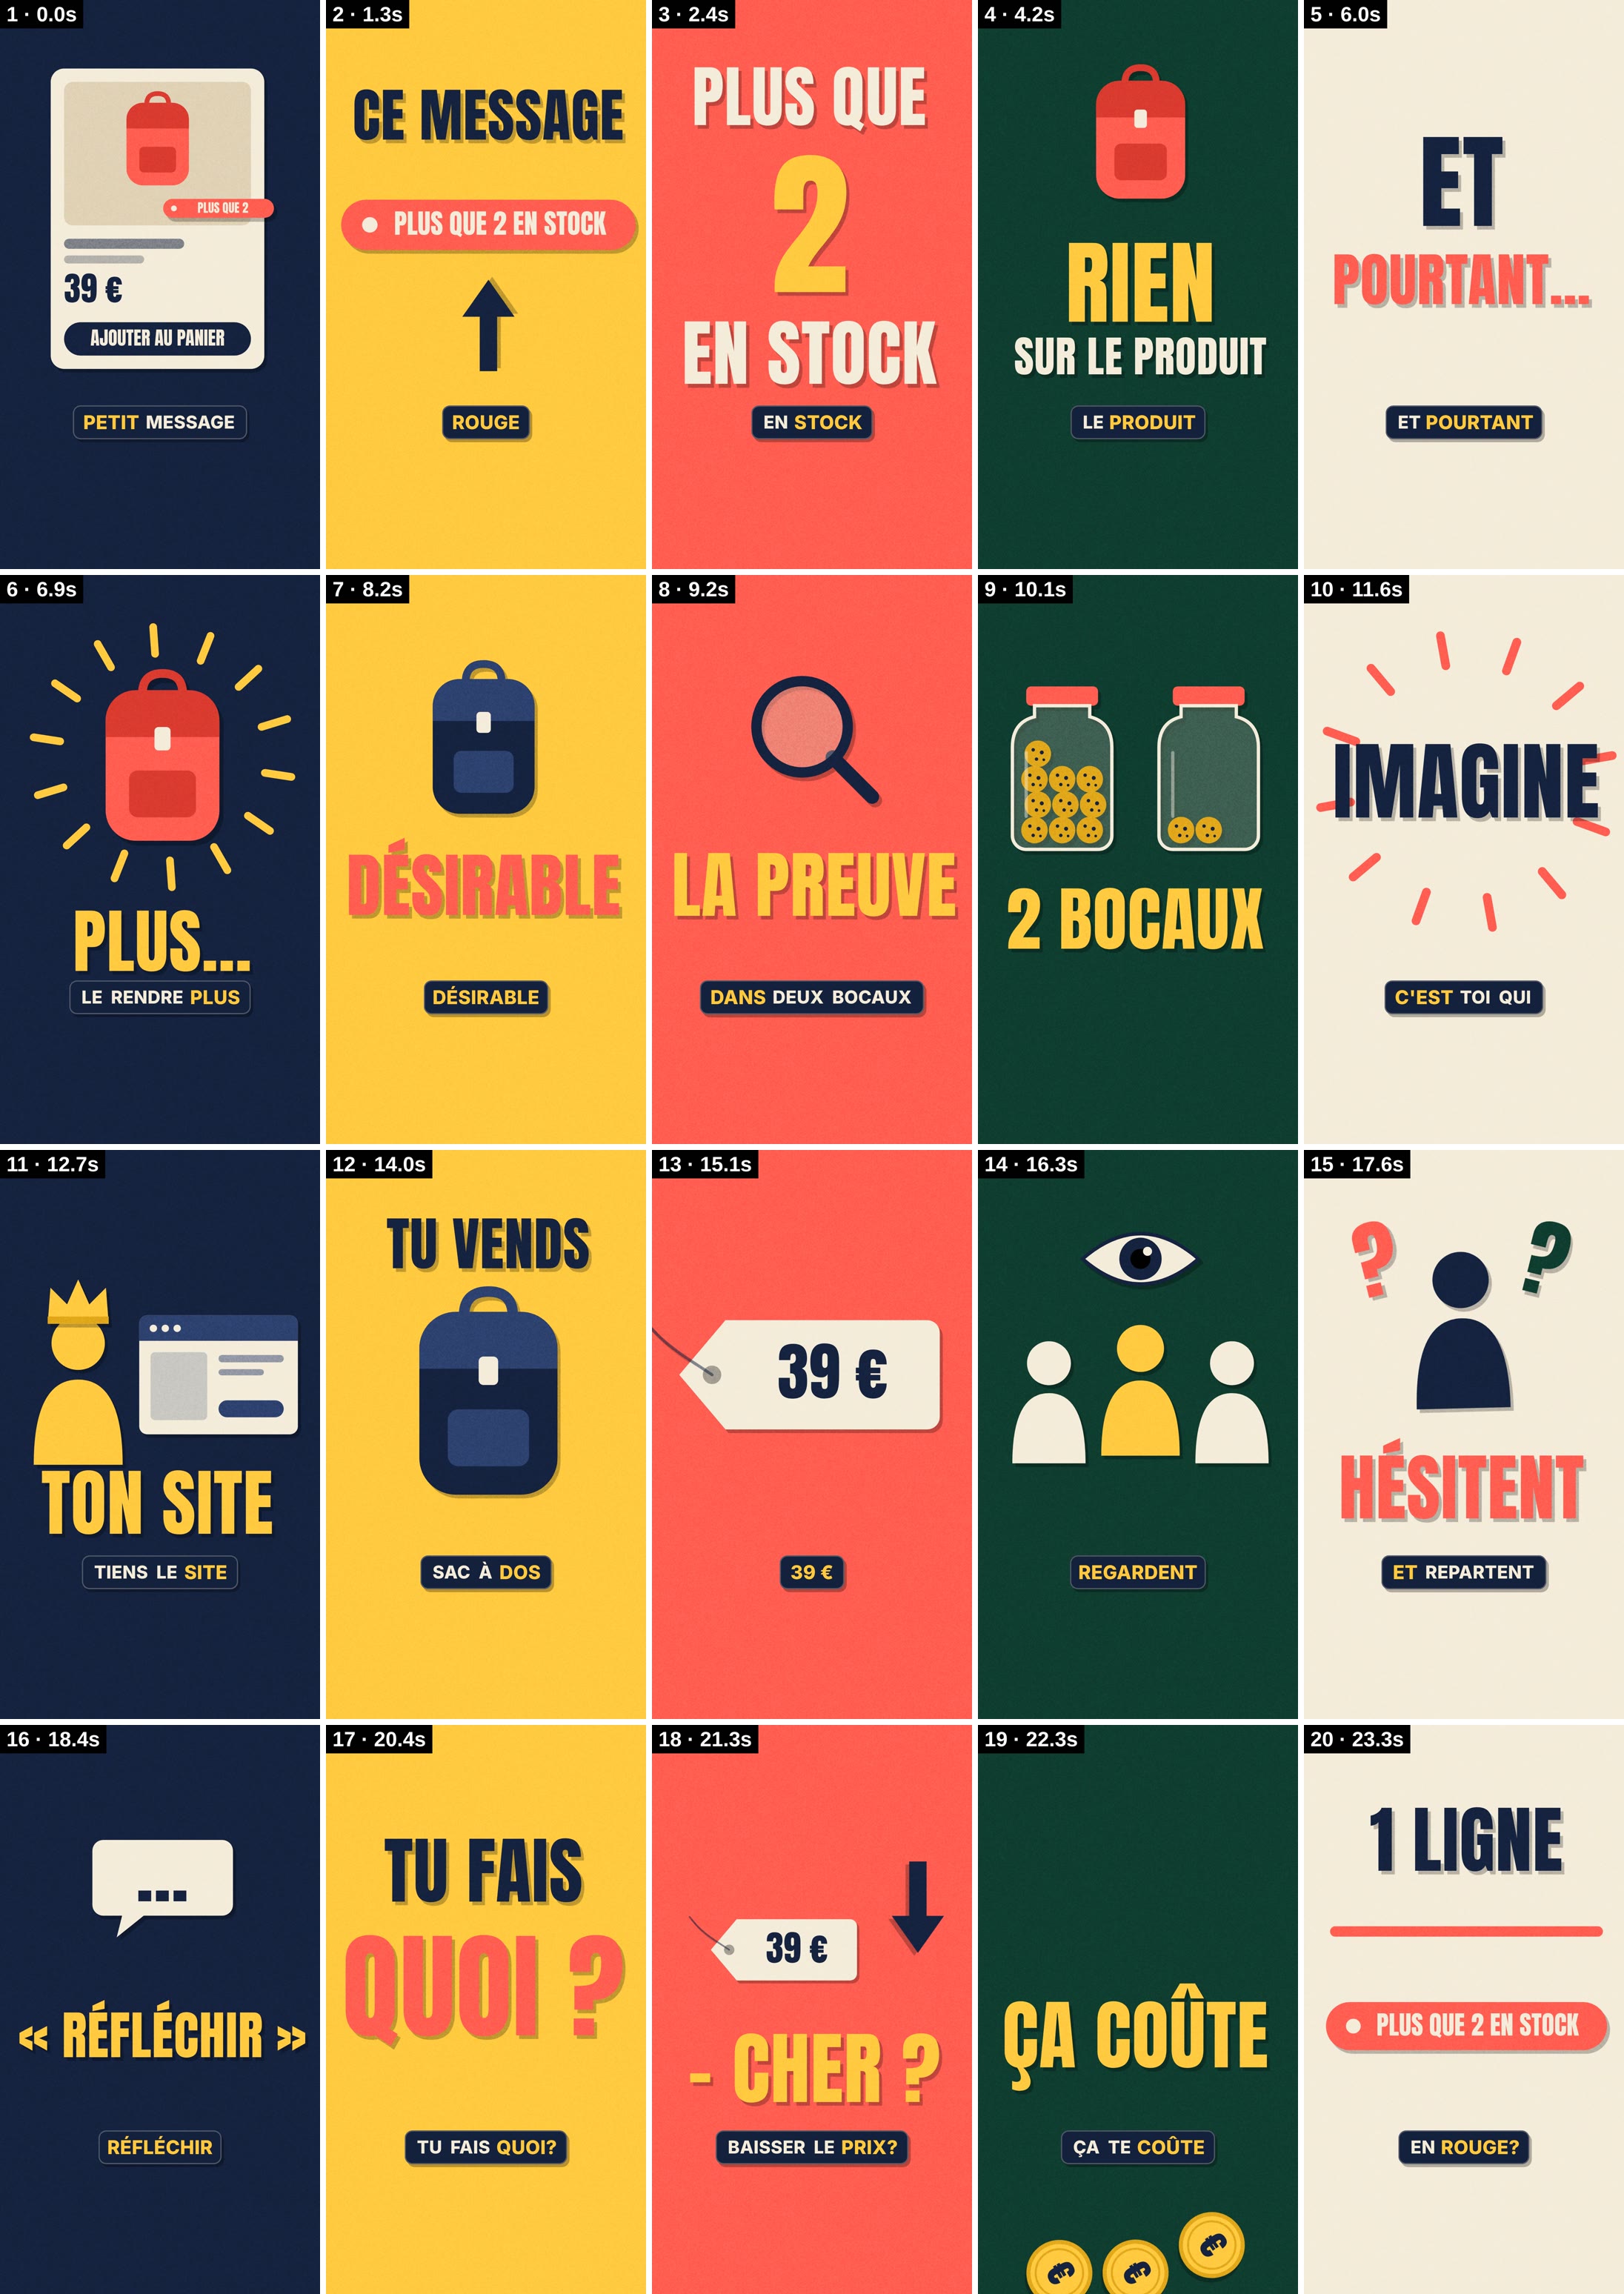 1 · 0.0s
39 €
PLUS QUE 2
AJOUTER AU PANIER
PETIT MESSAGE
2 · 1.3s
CE MESSAGE
PLUS QUE 2 EN STOCK
ROUGE
3 · 2.4s
PLUS QUE
2
EN STOCK
EN STOCK
4 · 4.2s
RIEN
SUR LE PRODUIT
LE PRODUIT
5 · 6.0s
ET
POURTANT...
ET POURTANT
6 · 6.9s
PLUS...
LE RENDRE PLUS
7 · 8.2s
DÉSIRABLE
DÉSIRABLE
8 · 9.2s
LA PREUVE
DANS DEUX BOCAUX
9 · 10.1s
2 BOCAUX
10 · 11.6s
IMAGINE
C'EST TOI QUI
11 · 12.7s
TON SITE
TIENS LE SITE
12 · 14.0s
TU VENDS
SAC À DOS
13 · 15.1s
39 €
39 €
14 · 16.3s
REGARDENT
15 · 17.6s
? ?
HÉSITENT
ET REPARTENT
16 · 18.4s
...
« RÉFLÉCHIR »
RÉFLÉCHIR
17 · 20.4s
TU FAIS
QUOI ?
TU FAIS QUOI?
18 · 21.3s
39 €
- CHER ?
BAISSER LE PRIX?
19 · 22.3s
ÇA COÛTE
ÇA TE COÛTE
€ € €
20 · 23.3s
1 LIGNE
PLUS QUE 2 EN STOCK
EN ROUGE?